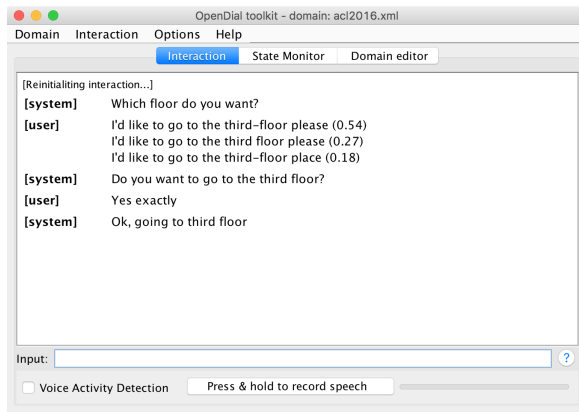 OpenDial toolkit - domain: acl2016.xml
Domain Interaction Options Help
Interaction State Monitor Domain editor
[Reinitialiting interaction...]
[system] Which floor do you want?
[user] I'd like to go to the third-floor please (0.54)
I'd like to go to the third floor please (0.27)
I'd like to go to the third-floor place (0.18)
[system] Do you want to go to the third floor?
[user] Yes exactly
[system] Ok, going to third floor
Input: ?
Voice Activity Detection Press & hold to record speech